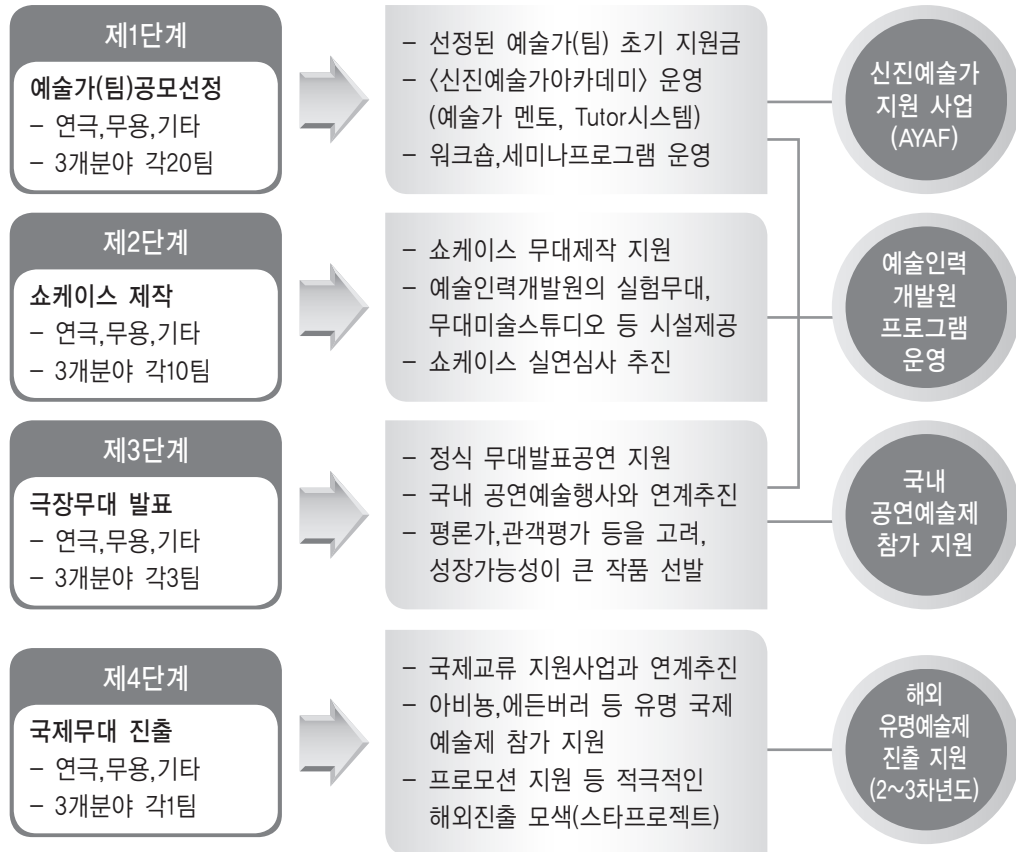 제1단계
예술가(팀)공모선정
- 연극,무용,기타
- 3개분야 각20팀
- 선정된 예술가(팀) 초기 지원금
- 〈신진예술가아카데미〉 운영
(예술가 멘토, Tutor시스템)
- 워크숍,세미나프로그램 운영
신진예술가
지원 사업
(AYAF)
제2단계
쇼케이스 제작
- 연극,무용,기타
- 3개분야 각10팀
- 쇼케이스 무대제작 지원
- 예술인력개발원의 실험무대,
무대미술스튜디오 등 시설제공
- 쇼케이스 실연심사 추진
예술인력
개발원
프로그램
운영
제3단계
극장무대 발표
- 연극,무용,기타
- 3개분야 각3팀
- 정식 무대발표공연 지원
- 국내 공연예술행사와 연계추진
- 평론가,관객평가 등을 고려,
성장가능성이 큰 작품 선발
국내
공연예술제
참가 지원
제4단계
국제무대 진출
- 연극,무용,기타
- 3개분야 각1팀
- 국제교류 지원사업과 연계추진
- 아비뇽,에든버러 등 유명 국제
예술제 참가 지원
- 프로모션 지원 등 적극적인
해외진출 모색(스타프로젝트)
해외
유명예술제
진출 지원
(2~3차년도)